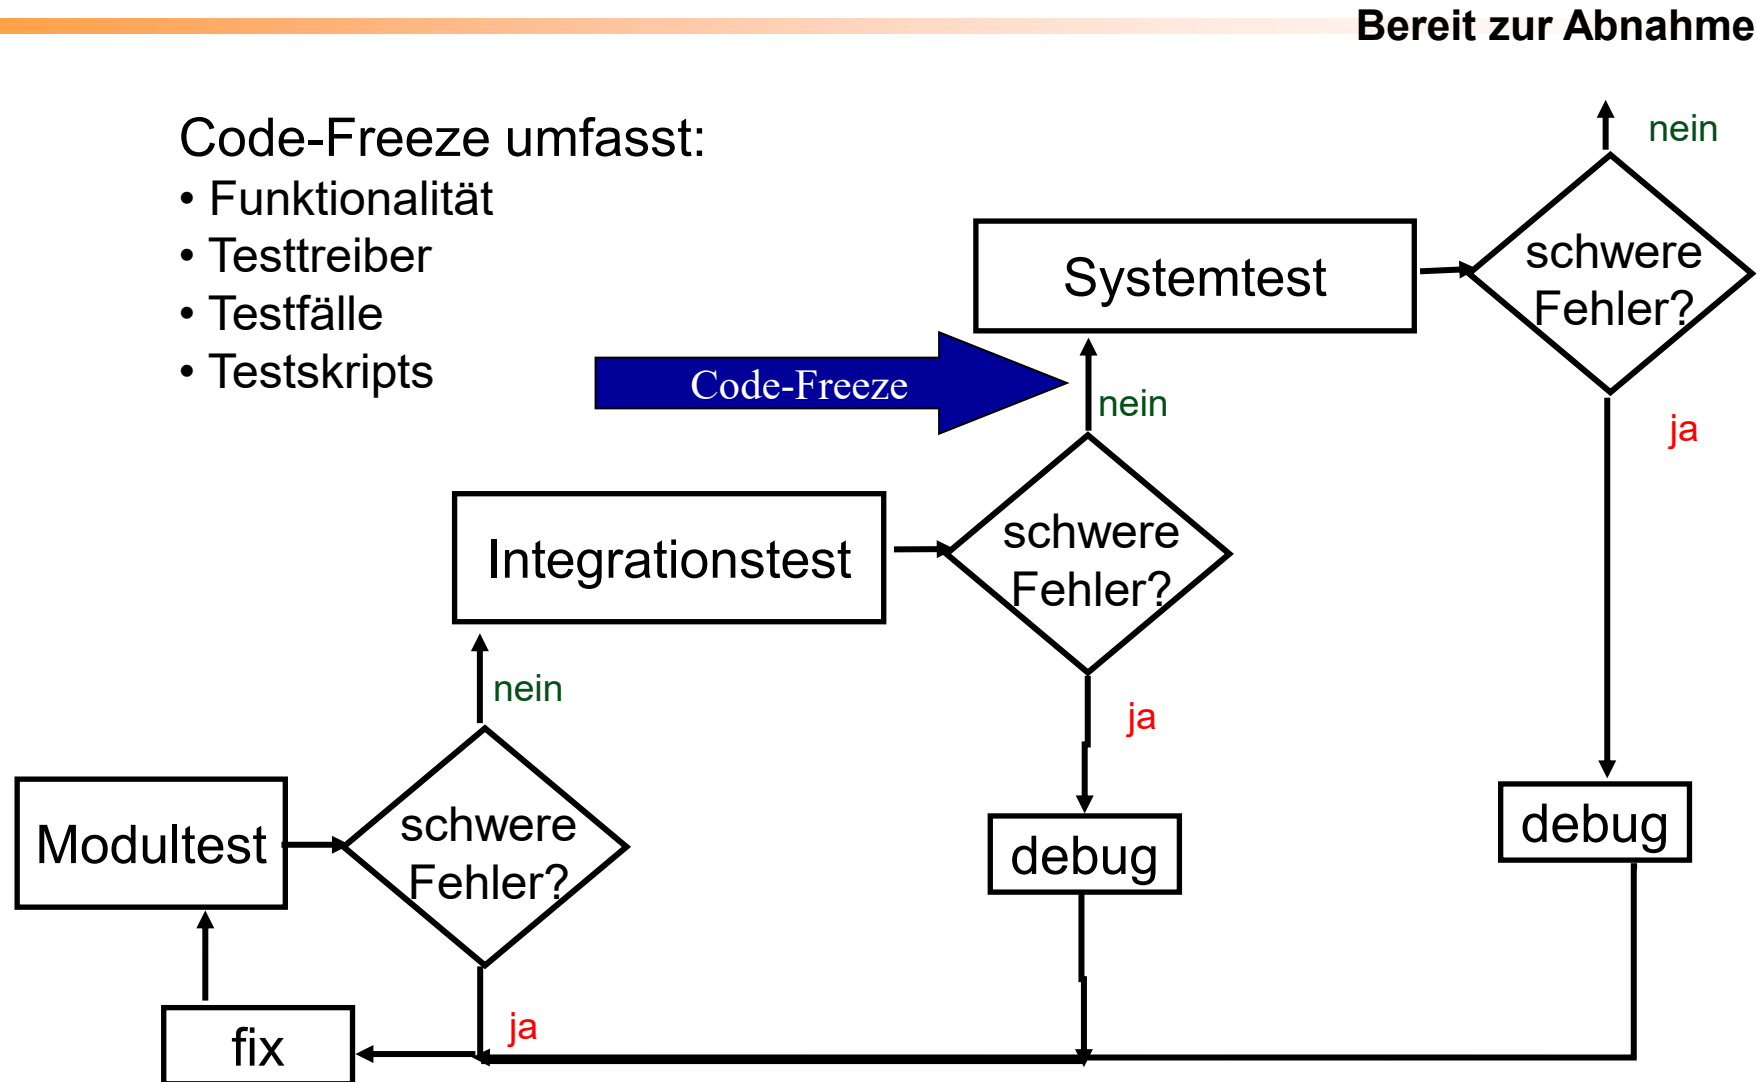 Bereit zur Abnahme
Code-Freeze umfasst:
• Funktionalität
• Testtreiber
• Testfälle
• Testskripts
nein
schwere
Fehler?
Systemtest
Code-Freeze
nein
ja
Integrationstest
schwere
Fehler?
nein
ja
Modultest
schwere
Fehler?
debug
debug
fix
ja